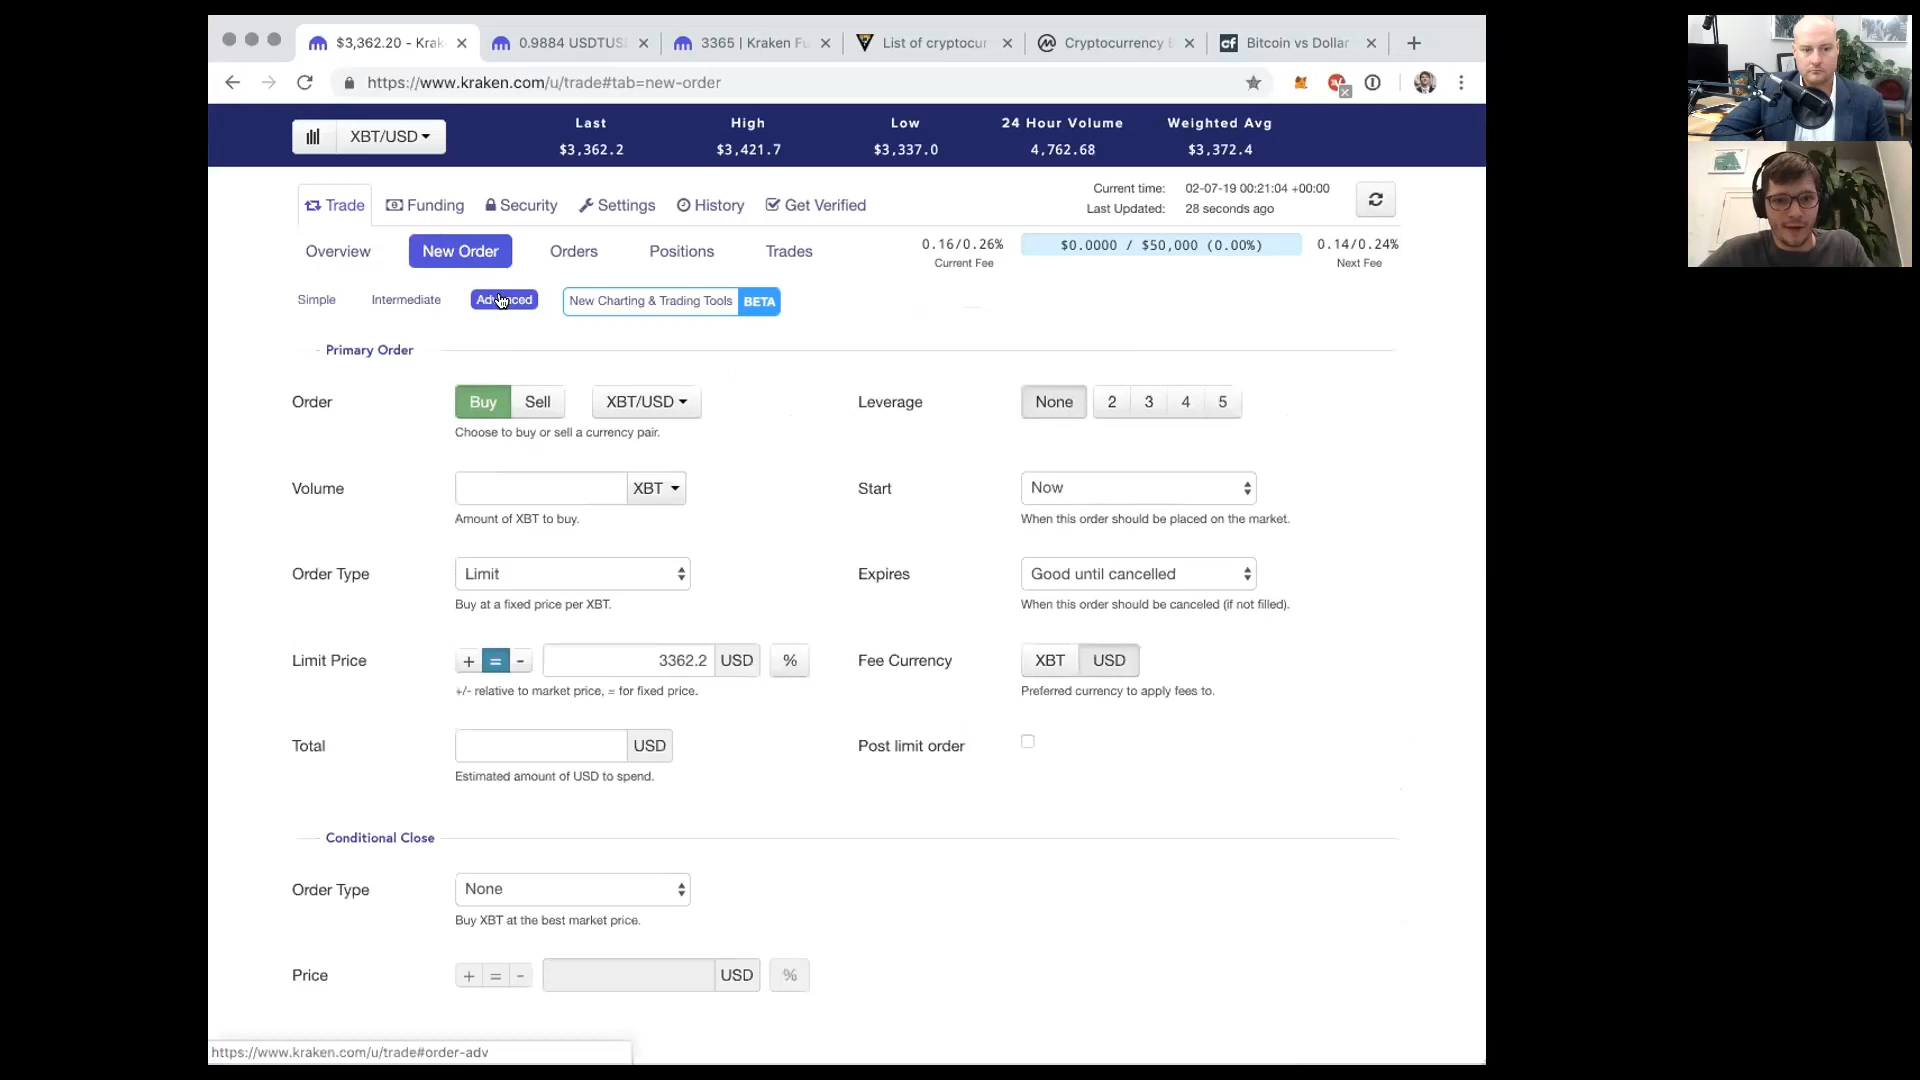 $3,362.20 - Krak
0.9884 USDTUS
3365 | Kraken Fu
List of cryptocur
Cryptocurrency E
Bitcoin vs Dollar
https://www.kraken.com/u/trade#tab=new-order
XBT/USD
Last High Low 24 Hour Volume Weighted Avg
$3,362.2 $3,421.7 $3,337.0 4,762.68 $3,372.4
Trade Funding Security Settings History Get Verified
Current time: 02-07-19 00:21:04 +00:00
Last Updated: 28 seconds ago
Overview New Order Orders Positions Trades
0.16/0.26% $0.0000 / $50,000 (0.00%) 0.14/0.24%
Current Fee Next Fee
Simple Intermediate Advanced New Charting & Trading Tools BETA
Primary Order
Order Buy Sell XBT/USD
Choose to buy or sell a currency pair.
Leverage None 2 3 4 5
Volume XBT
Amount of XBT to buy.
Start Now
When this order should be placed on the market.
Order Type Limit
Buy at a fixed price per XBT.
Expires Good until cancelled
When this order should be canceled (if not filled).
Limit Price + = - 3362.2 USD %
+/- relative to market price, = for fixed price.
Fee Currency XBT USD
Preferred currency to apply fees to.
Total USD
Estimated amount of USD to spend.
Post limit order
Conditional Close
Order Type None
Buy XBT at the best market price.
Price + = - USD %
https://www.kraken.com/u/trade#order-adv